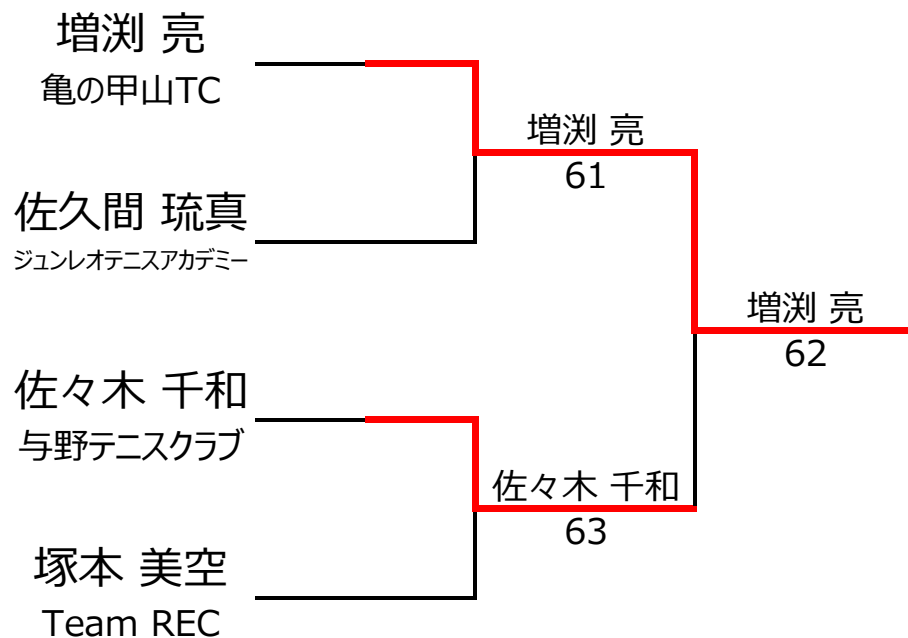 増渕 亮
亀の甲山TC
増渕 亮
61
佐久間 琉真
ジュンレオテニスアカデミー
増渕 亮
62
佐々木 千和
与野テニスクラブ
佐々木 千和
63
塚本 美空
Team REC